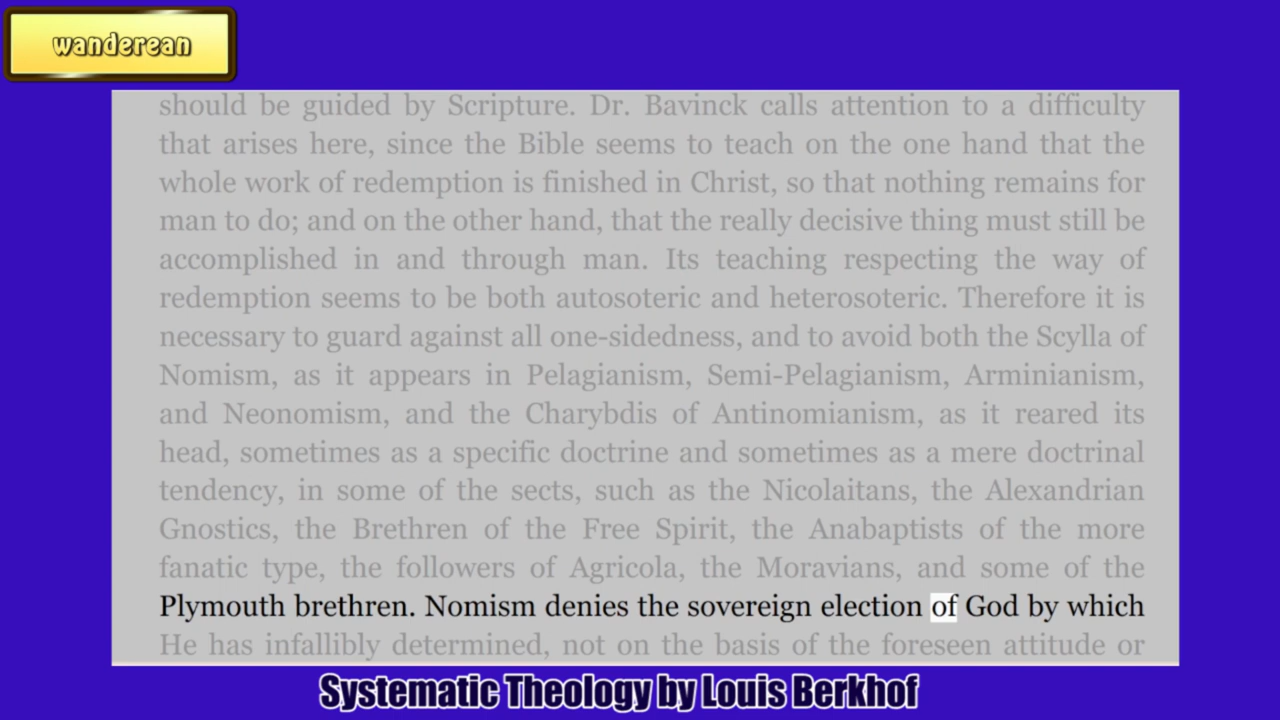 wanderean
should be guided by Scripture. Dr. Bavinck calls attention to a difficulty
that arises here, since the Bible seems to teach on the one hand that the
whole work of redemption is finished in Christ, so that nothing remains for
man to do; and on the other hand, that the really decisive thing must still be
accomplished in and through man. Its teaching respecting the way of
redemption seems to be both autosoteric and heterosoteric. Therefore it is
necessary to guard against all one-sidedness, and to avoid both the Scylla of
Nomism, as it appears in Pelagianism, Semi-Pelagianism, Arminianism,
and Neonomism, and the Charybdis of Antinomianism, as it reared its
head, sometimes as a specific doctrine and sometimes as a mere doctrinal
tendency, in some of the sects, such as the Nicolaitans, the Alexandrian
Gnostics, the Brethren of the Free Spirit, the Anabaptists of the more
fanatic type, the followers of Agricola, the Moravians, and some of the
Plymouth brethren. Nomism denies the sovereign election of God by which
He has infallibly determined, not on the basis of the foreseen attitude or
Systematic Theology by Louis Berkhof